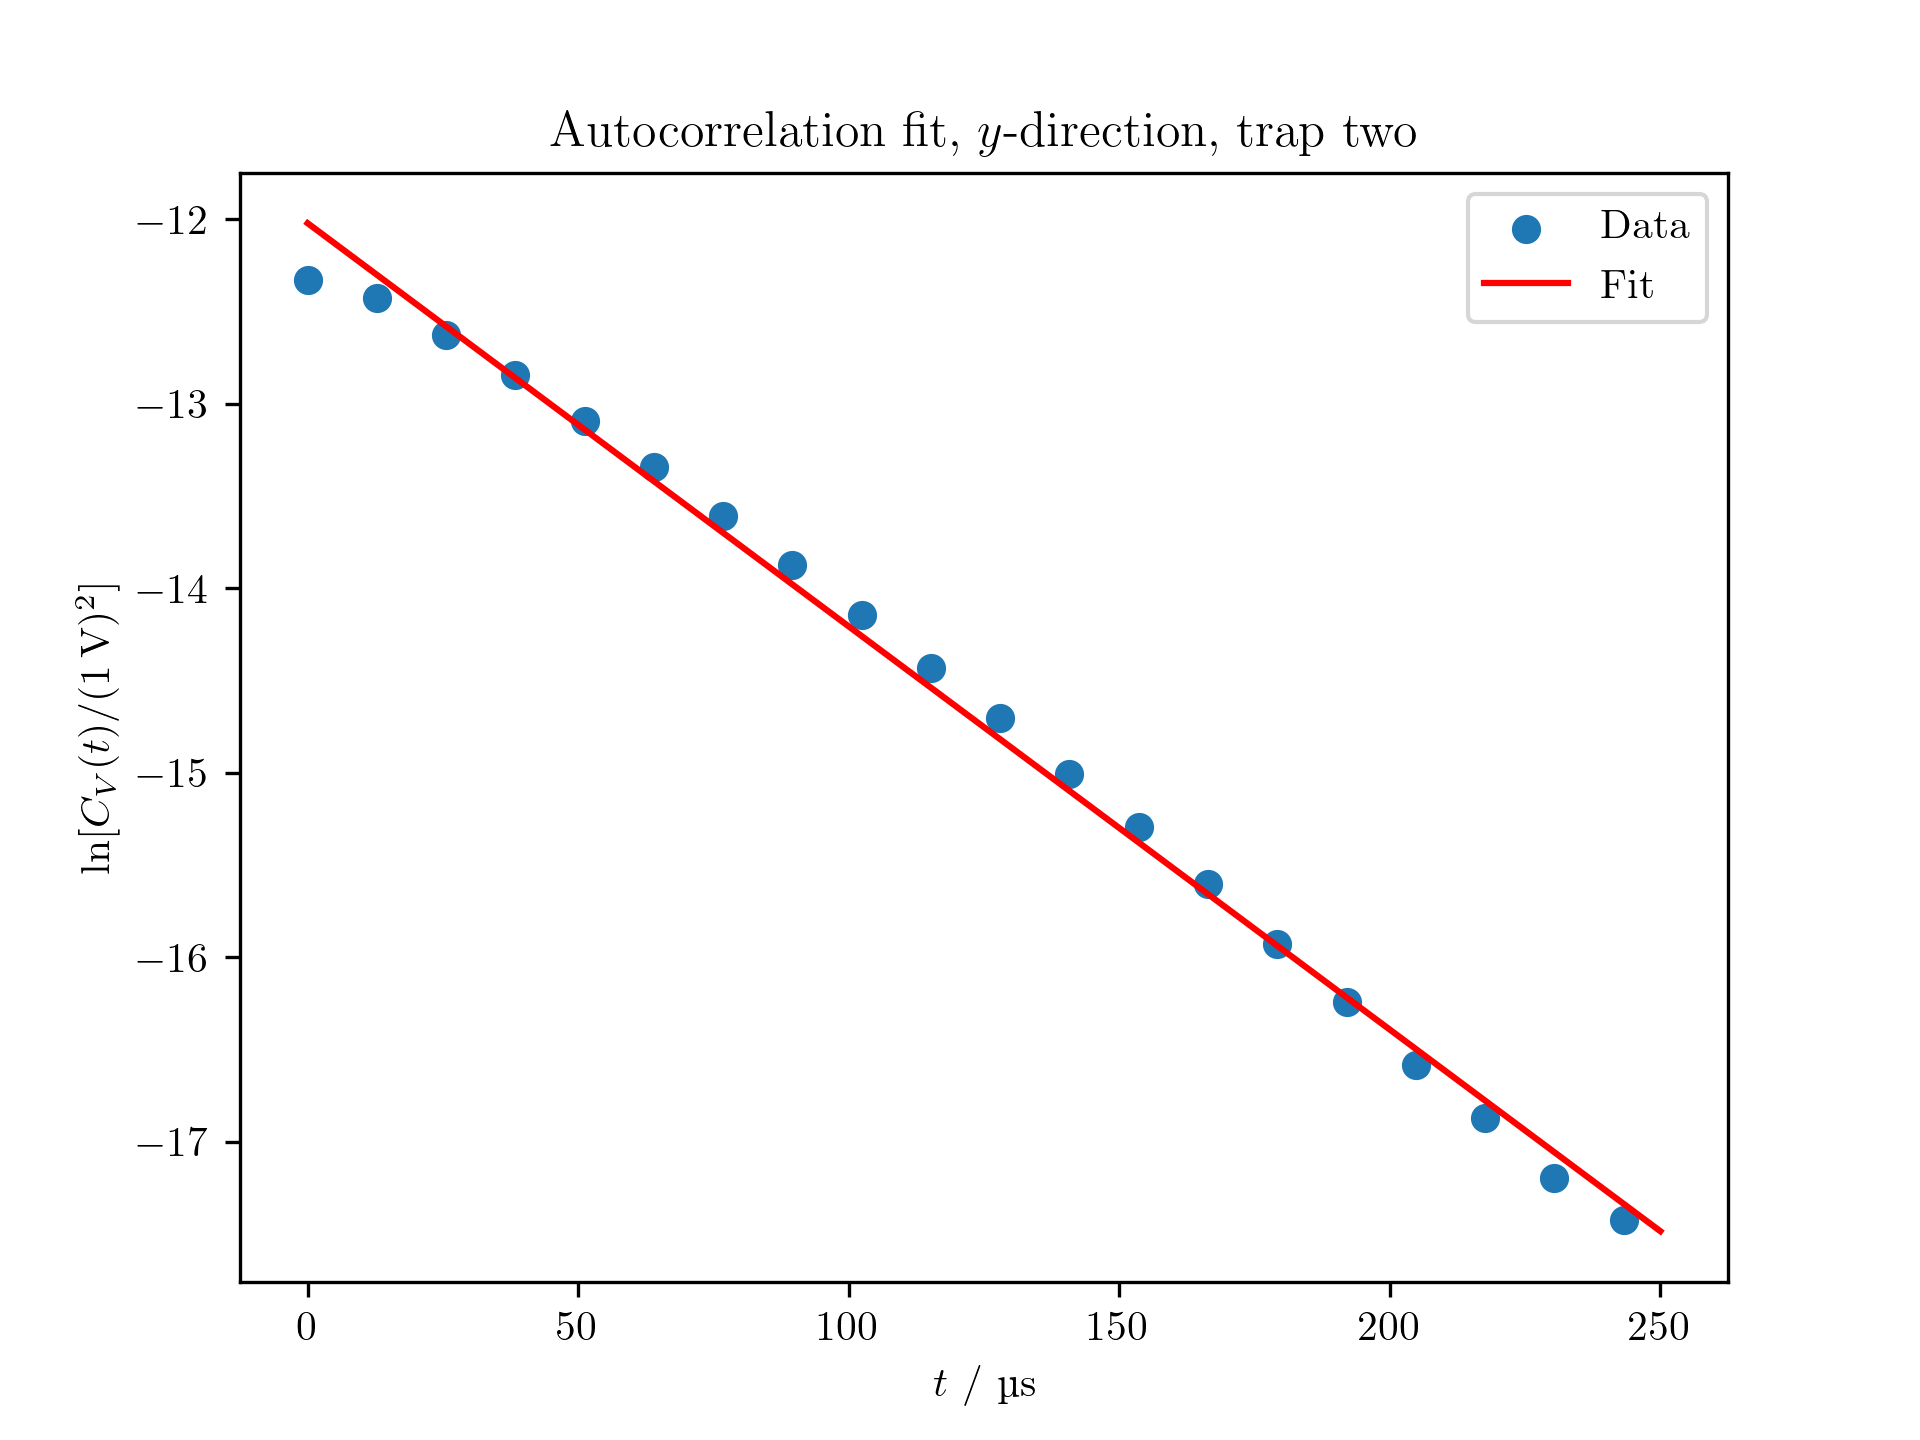 Autocorrelation fit, y-direction, trap two
Data
Fit
−12
−13
−14
−15
−16
−17
ln[C_V(t)/(1 V)²]
0 50 100 150 200 250
t / µs